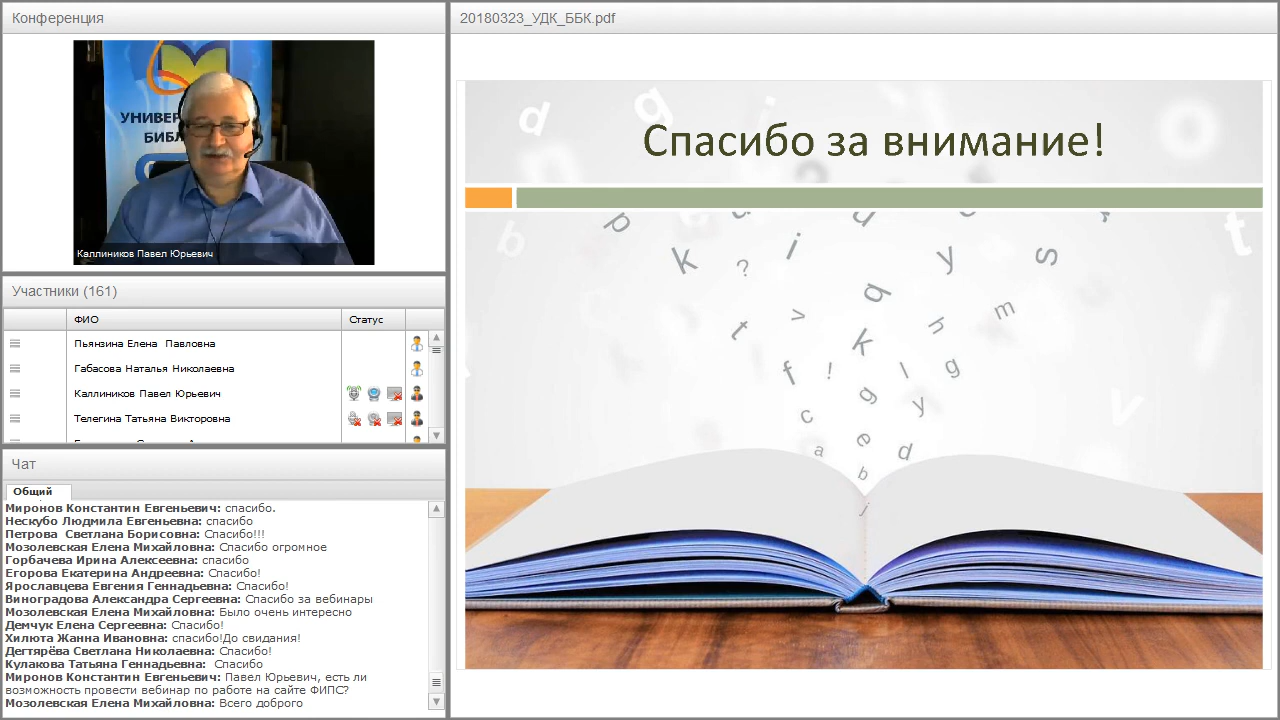 Конференция
УНИВЕР
БИБЛ
Каллиников Павел Юрьевич
Участники (161)
ФИО Статус
Пьянзина Елена Павловна
Габасова Наталья Николаевна
Каллиников Павел Юрьевич
Телегина Татьяна Викторовна
Чат
Общий
Миронов Константин Евгеньевич: спасибо.
Нескубо Людмила Евгеньевна: спасибо
Петрова Светлана Борисовна: Спасибо!!!
Мозолевская Елена Михайловна: Спасибо огромное
Горбачева Ирина Алексеевна: спасибо
Егорова Екатерина Андреевна: Спасибо!
Ярославцева Евгения Геннадьевна: Спасибо!
Виноградова Александра Сергеевна: Спасибо за вебинары
Мозолевская Елена Михайловна: Было очень интересно
Демчук Елена Сергеевна: Спасибо!
Хилюта Жанна Ивановна: спасибо!До свидания!
Дегтярёва Светлана Николаевна: Спасибо!
Кулакова Татьяна Геннадьевна: Спасибо
Миронов Константин Евгеньевич: Павел Юрьевич, есть ли
возможность провести вебинар по работе на сайте ФИПС?
Мозолевская Елена Михайловна: Всего доброго
20180323_УДК_ББК.pdf
Спасибо за внимание!